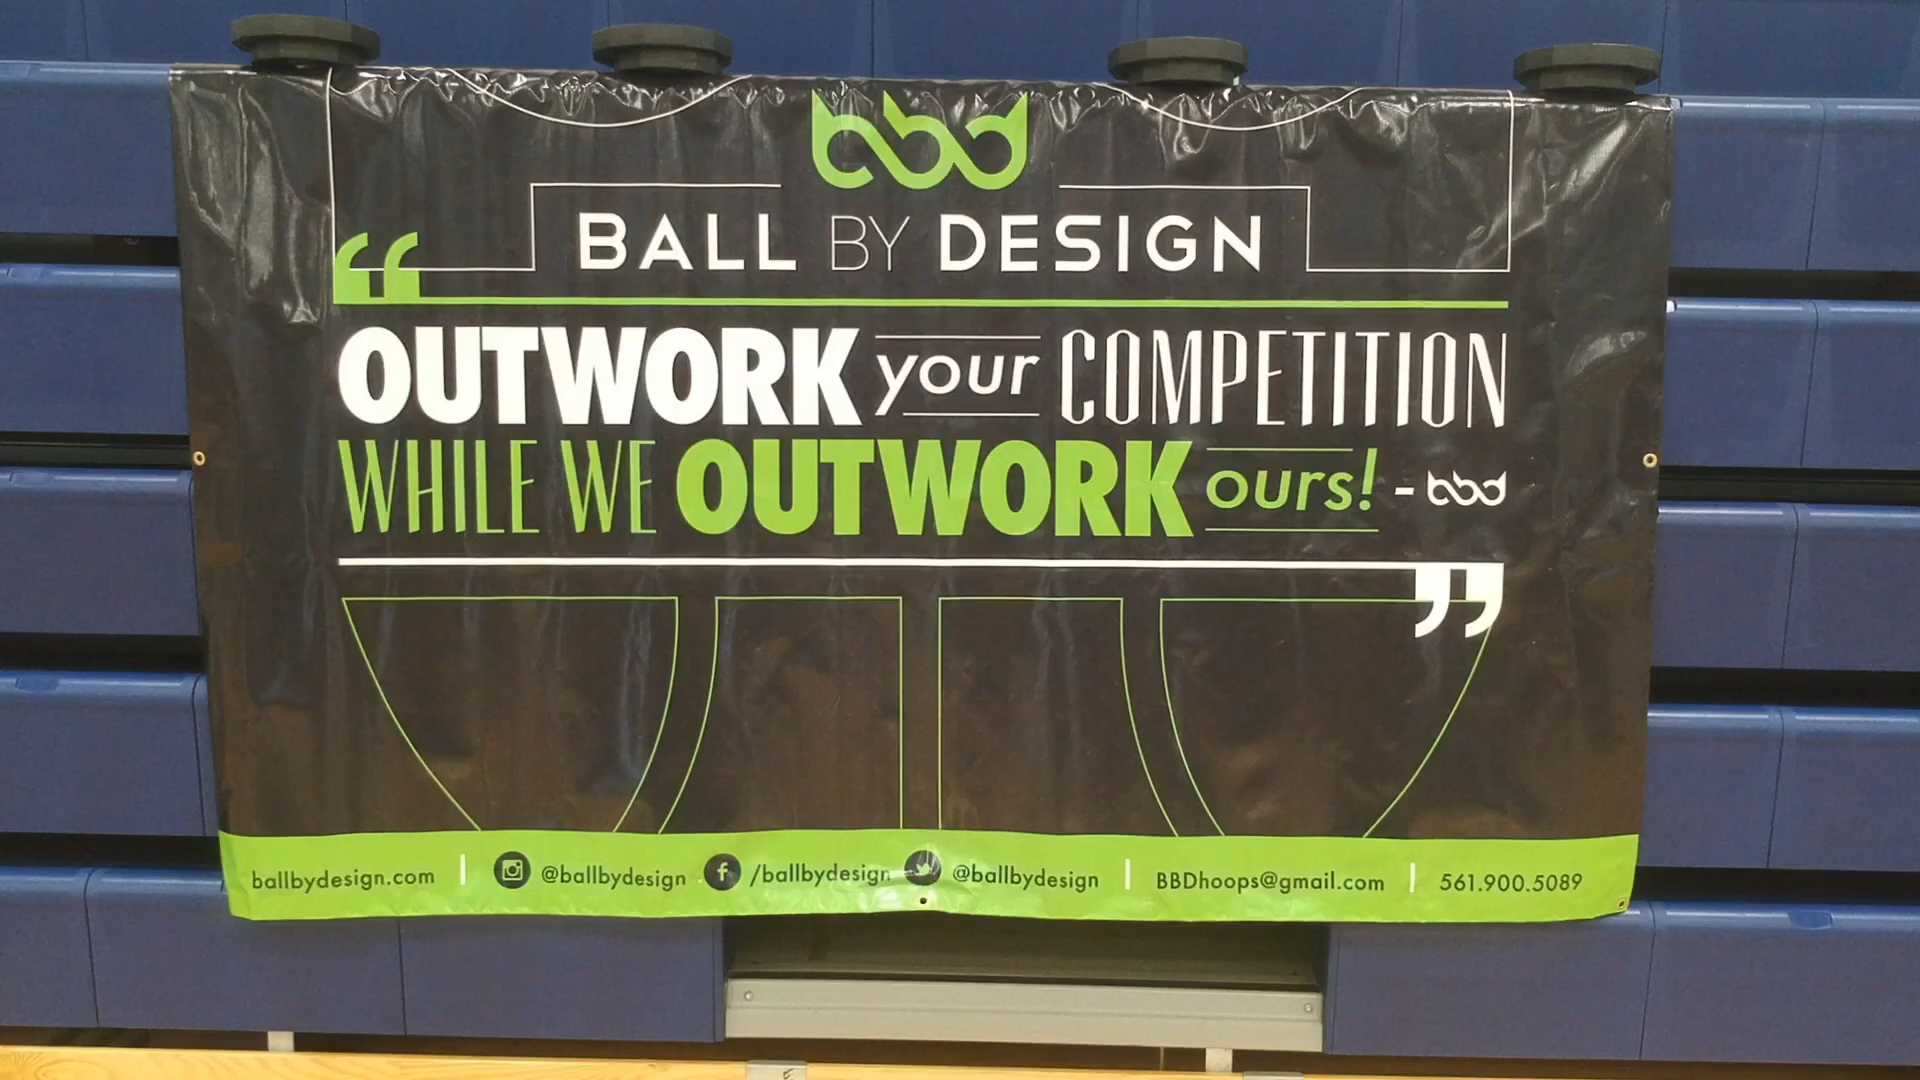 bbd
BALL BY DESIGN
“
OUTWORK your COMPETITION
WHILE WE OUTWORK ours! - bbd
”
ballbydesign.com | @ballbydesign f /ballbydesign @ballbydesign | BBDhoops@gmail.com | 561.900.5089